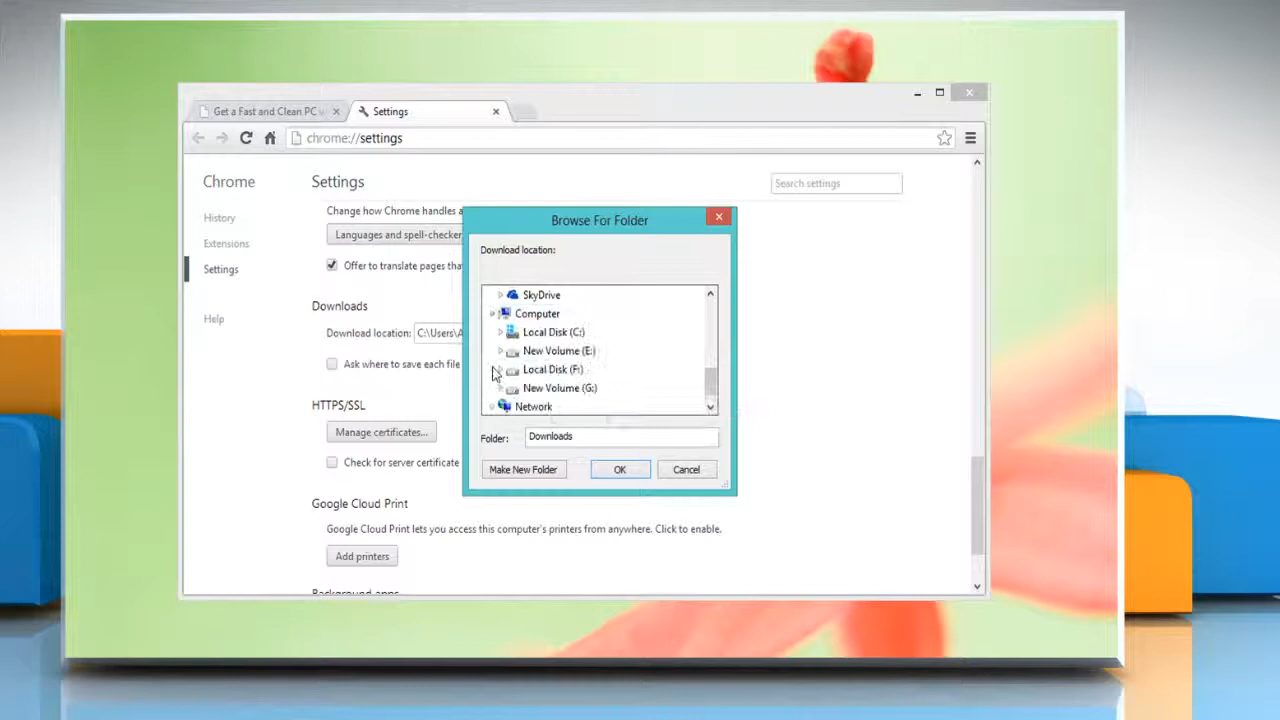 Get a Fast and Clean PC
Settings
chrome://settings
Chrome
Settings
Search settings
History
Extensions
Settings
Help
Change how Chrome handles a
Languages and spell-checker
Offer to translate pages tha
Downloads
Download location: C:\Users\A
Ask where to save each file
HTTPS/SSL
Manage certificates...
Check for server certificate
Google Cloud Print
Google Cloud Print lets you access this computer's printers from anywhere. Click to enable.
Add printers
Background apps
Browse For Folder
Download location:
SkyDrive
Computer
Local Disk (C:)
New Volume (E:)
Local Disk (F:)
New Volume (G:)
Network
Folder: Downloads
Make New Folder OK Cancel